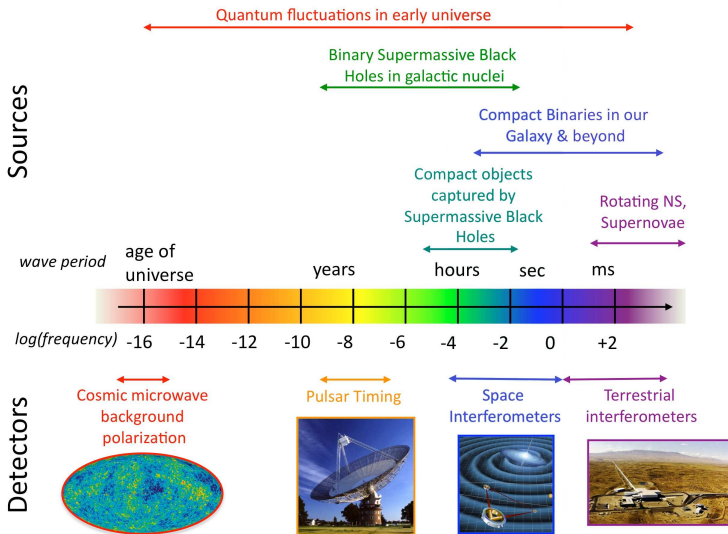 Quantum fluctuations in early universe
Binary Supermassive Black
Holes in galactic nuclei
Compact Binaries in our
Galaxy & beyond
Compact objects
captured by
Supermassive Black
Holes
Rotating NS,
Supernovae
Sources
wave period
age of
universe
years
hours
sec
ms
log(frequency)
-16 -14 -12 -10 -8 -6 -4 -2 0 +2
Detectors
Cosmic microwave
background
polarization
Pulsar Timing
Space
Interferometers
Terrestrial
interferometers